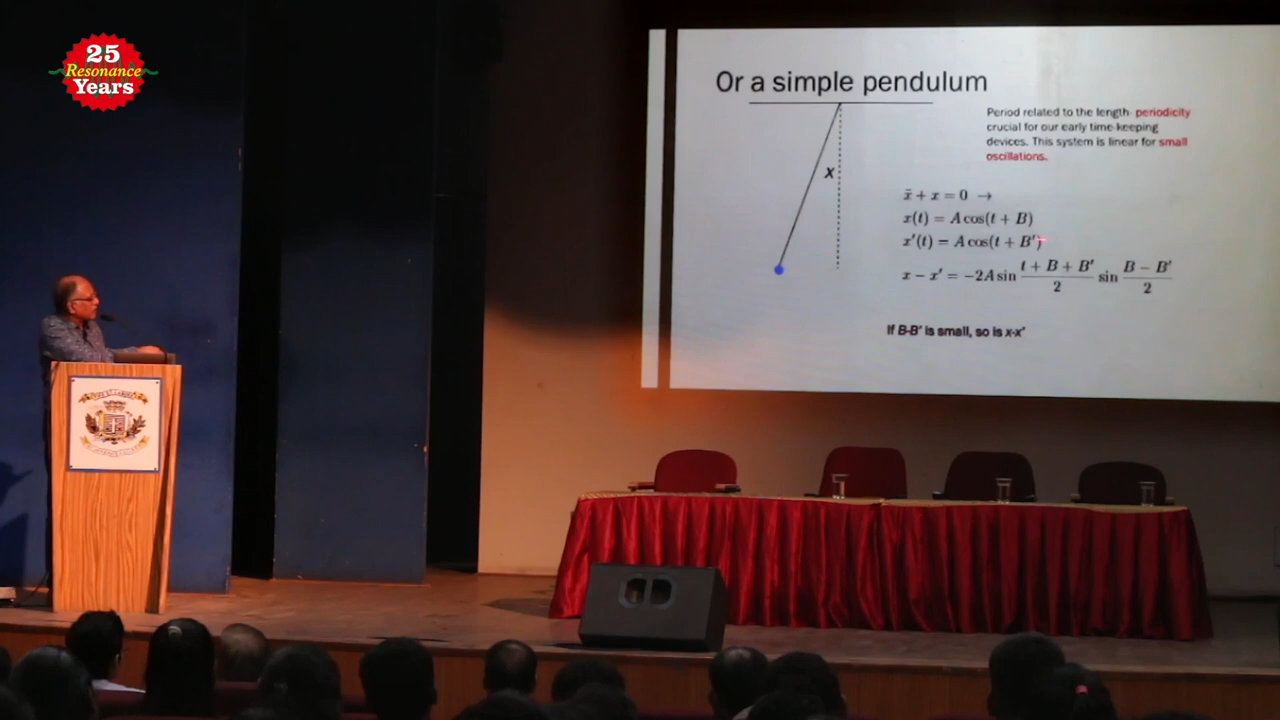 25
Resonance
Years
Or a simple pendulum
Period related to the length- periodicity
crucial for our early time-keeping
devices. This system is linear for small
oscillations.
x
ẍ + x = 0 →
x(t) = A cos(t + B)
x′(t) = A cos(t + B′)
x − x′ = −2A sin (t + B + B′)/2 sin (B − B′)/2
If B-B′ is small, so is x-x′